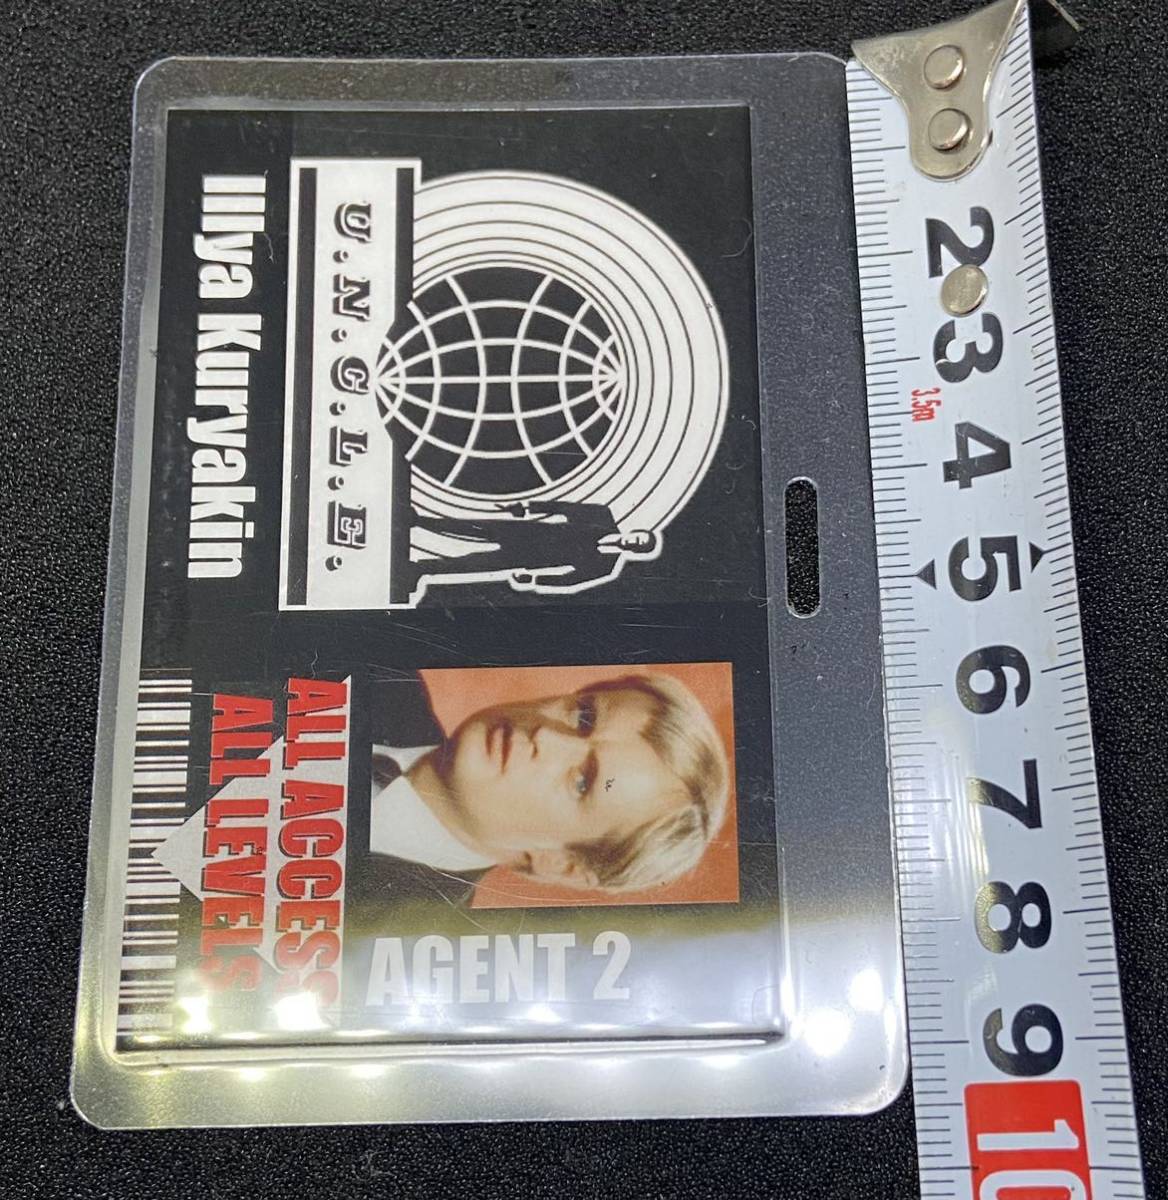 U.N.C.L.E.
Illya Kuryakin
AGENT 2
ALL ACCESS
ALL LEVELS
2
3
3.5m
4
5
6
7
8
9
10